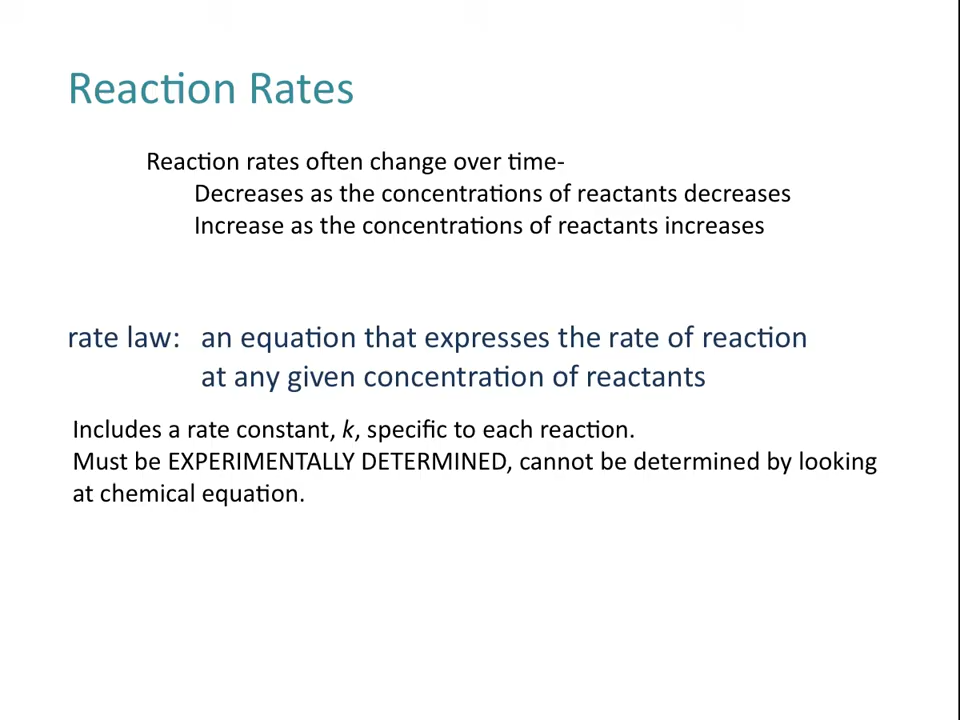 Reaction Rates
Reaction rates often change over time-
Decreases as the concentrations of reactants decreases
Increase as the concentrations of reactants increases
rate law: an equation that expresses the rate of reaction
at any given concentration of reactants
Includes a rate constant, k, specific to each reaction.
Must be EXPERIMENTALLY DETERMINED, cannot be determined by looking
at chemical equation.